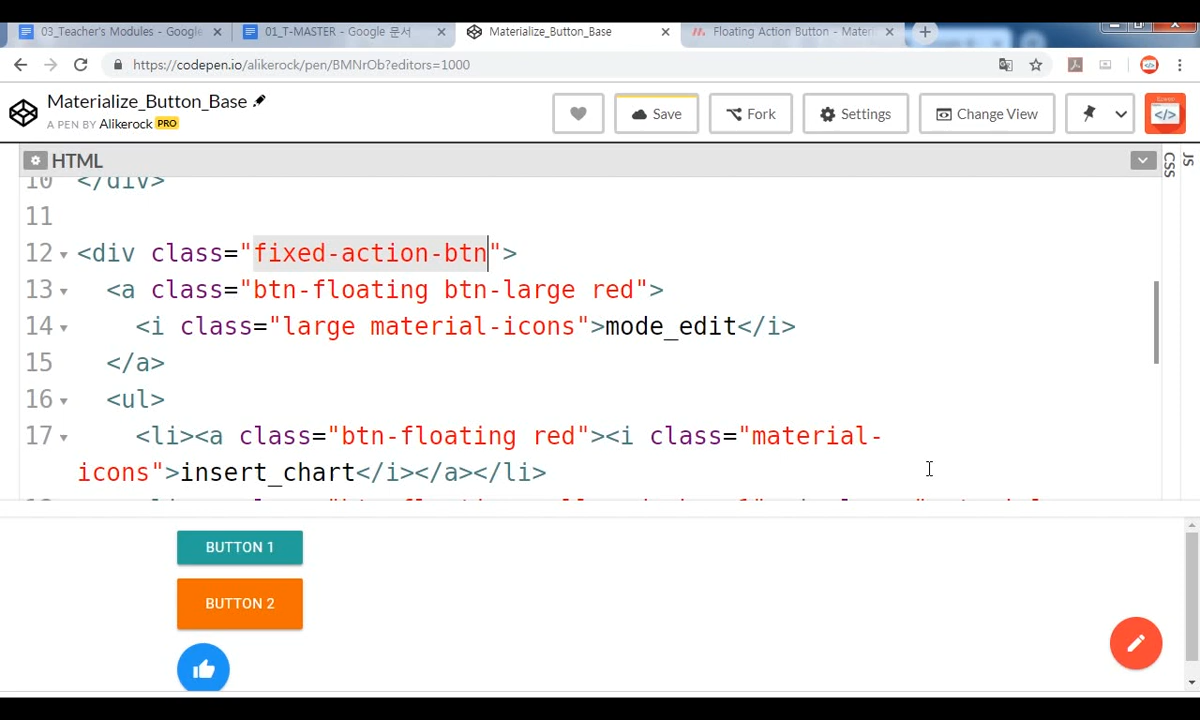 03_Teacher's Modules - Google
01_T-MASTER - Google 문서
Materialize_Button_Base
Floating Action Button - Materi
https://codepen.io/alikerock/pen/BMNrOb?editors=1000
Materialize_Button_Base
A PEN BY Alikerock PRO
Save
Fork
Settings
Change View
HTML
CSS
JS
10 </div>
11
12 <div class="fixed-action-btn">
13 <a class="btn-floating btn-large red">
14 <i class="large material-icons">mode_edit</i>
15 </a>
16 <ul>
17 <li><a class="btn-floating red"><i class="material-
icons">insert_chart</i></a></li>
BUTTON 1
BUTTON 2